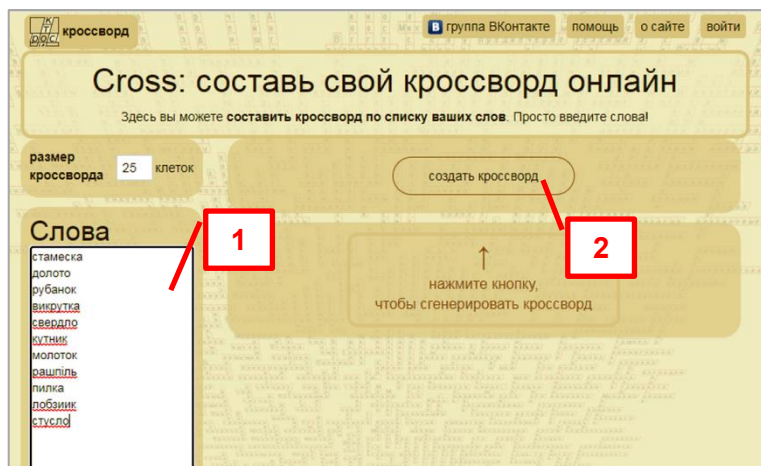 кроссворд
группа ВКонтакте помощь о сайте войти
Cross: составь свой кроссворд онлайн
Здесь вы можете составить кроссворд по списку ваших слов. Просто введите слова!
размер
кроссворда 25 клеток
создать кроссворд
Слова
1
2
стамеска
долото
рубанок
викрутка
свердло
кутник
молоток
рашпіль
пилка
лобзиик
стусло
↑
нажмите кнопку,
чтобы сгенерировать кроссворд